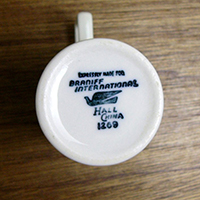 EXPRESSLY MADE FOR
BRANIFF
INTERNATIONAL
HALL
CHINA
1269